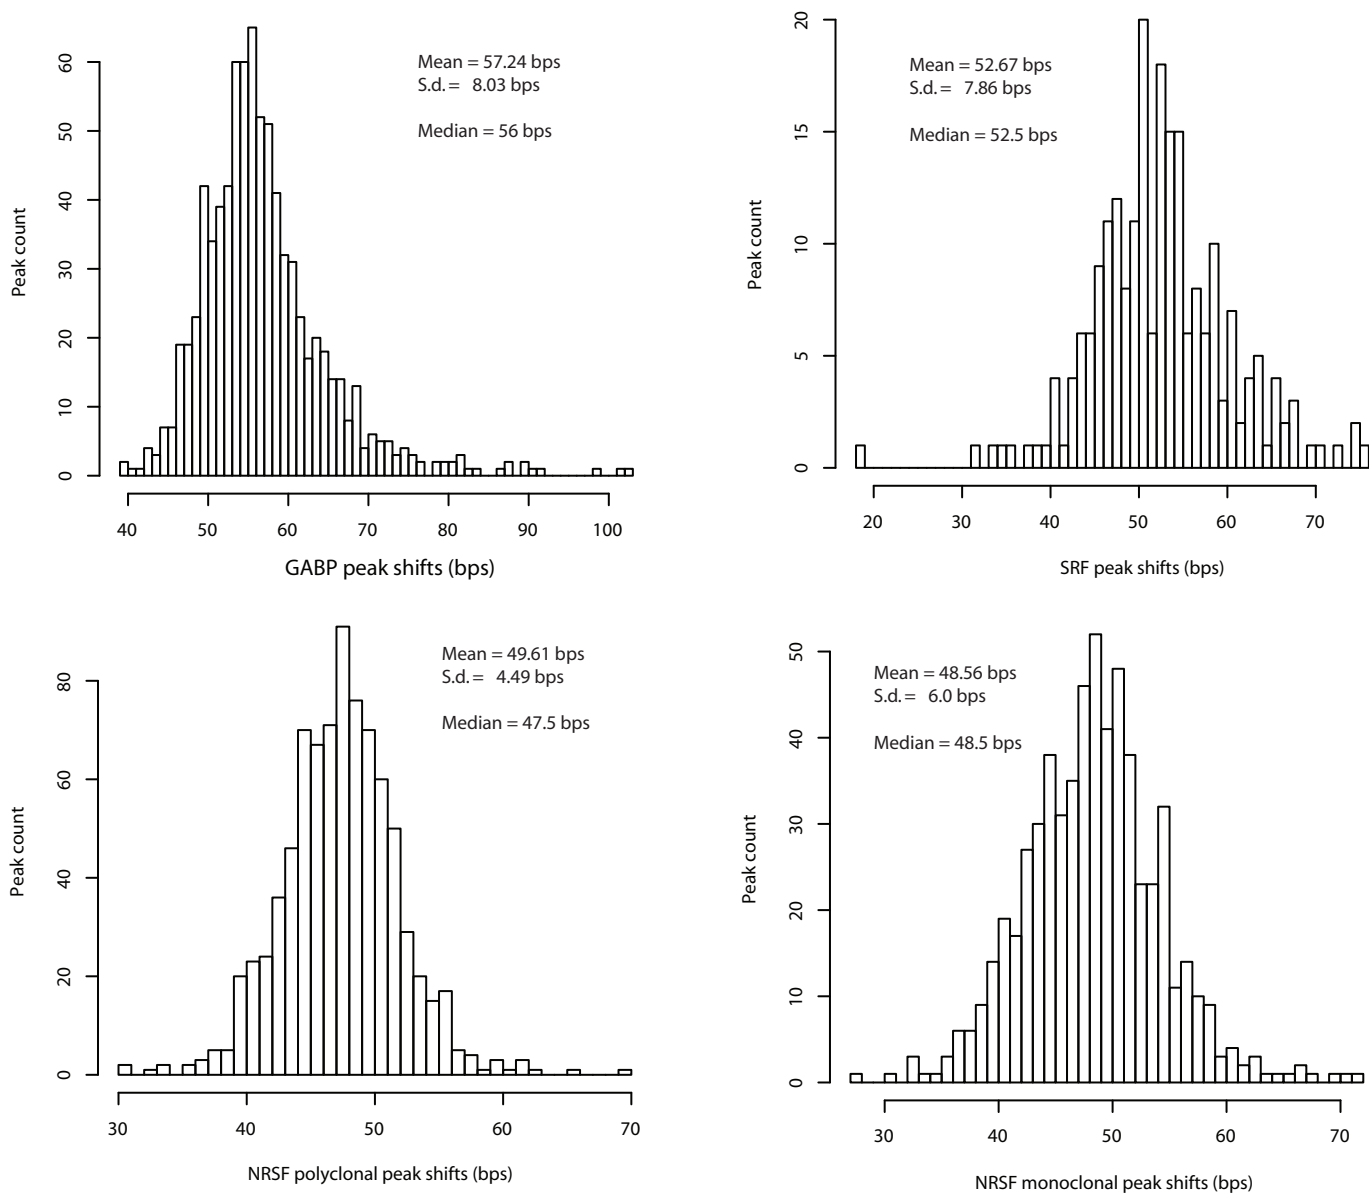 Mean = 57.24 bps
S.d. = 8.03 bps
Median = 56 bps
Peak count
0
10
20
30
40
50
60
40
50
60
70
80
90
100
GABP peak shifts (bps)
Mean = 52.67 bps
S.d. = 7.86 bps
Median = 52.5 bps
Peak count
0
5
10
15
20
20
30
40
50
60
70
SRF peak shifts (bps)
Mean = 49.61 bps
S.d. = 4.49 bps
Median = 47.5 bps
Peak count
0
20
40
60
80
30
40
50
60
70
NRSF polyclonal peak shifts (bps)
Mean = 48.56 bps
S.d. = 6.0 bps
Median = 48.5 bps
Peak count
0
10
20
30
40
50
30
40
50
60
70
NRSF monoclonal peak shifts (bps)